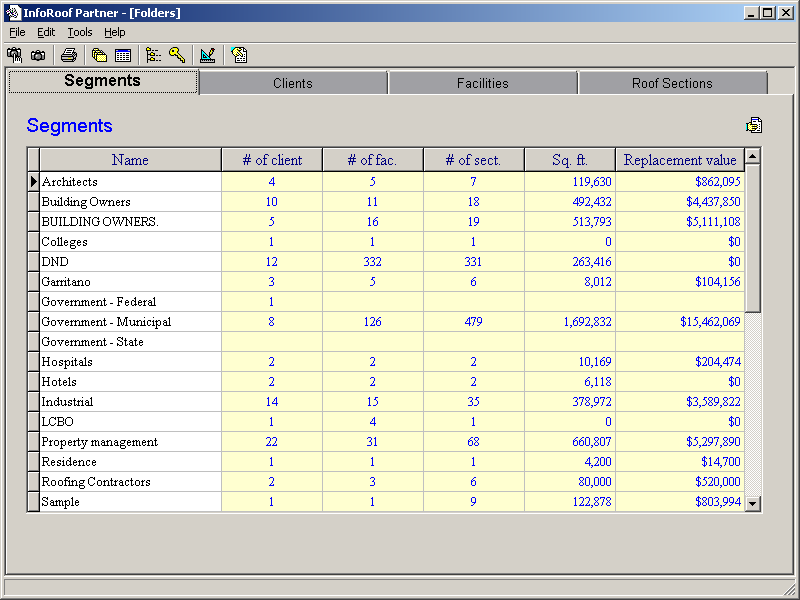 InfoRoof Partner - [Folders]
File Edit Tools Help
Segments Clients Facilities Roof Sections
Segments
Name # of client # of fac. # of sect. Sq. ft. Replacement value
Architects 4 5 7 119,630 $862,095
Building Owners 10 11 18 492,432 $4,437,850
BUILDING OWNERS. 5 16 19 513,793 $5,111,108
Colleges 1 1 1 0 $0
DND 12 332 331 263,416 $0
Garritano 3 5 6 8,012 $104,156
Government - Federal 1
Government - Municipal 8 126 479 1,692,832 $15,462,069
Government - State
Hospitals 2 2 2 10,169 $204,474
Hotels 2 2 2 6,118 $0
Industrial 14 15 35 378,972 $3,589,822
LCBO 1 4 1 0 $0
Property management 22 31 68 660,807 $5,297,890
Residence 1 1 1 4,200 $14,700
Roofing Contractors 2 3 6 80,000 $520,000
Sample 1 1 9 122,878 $803,994